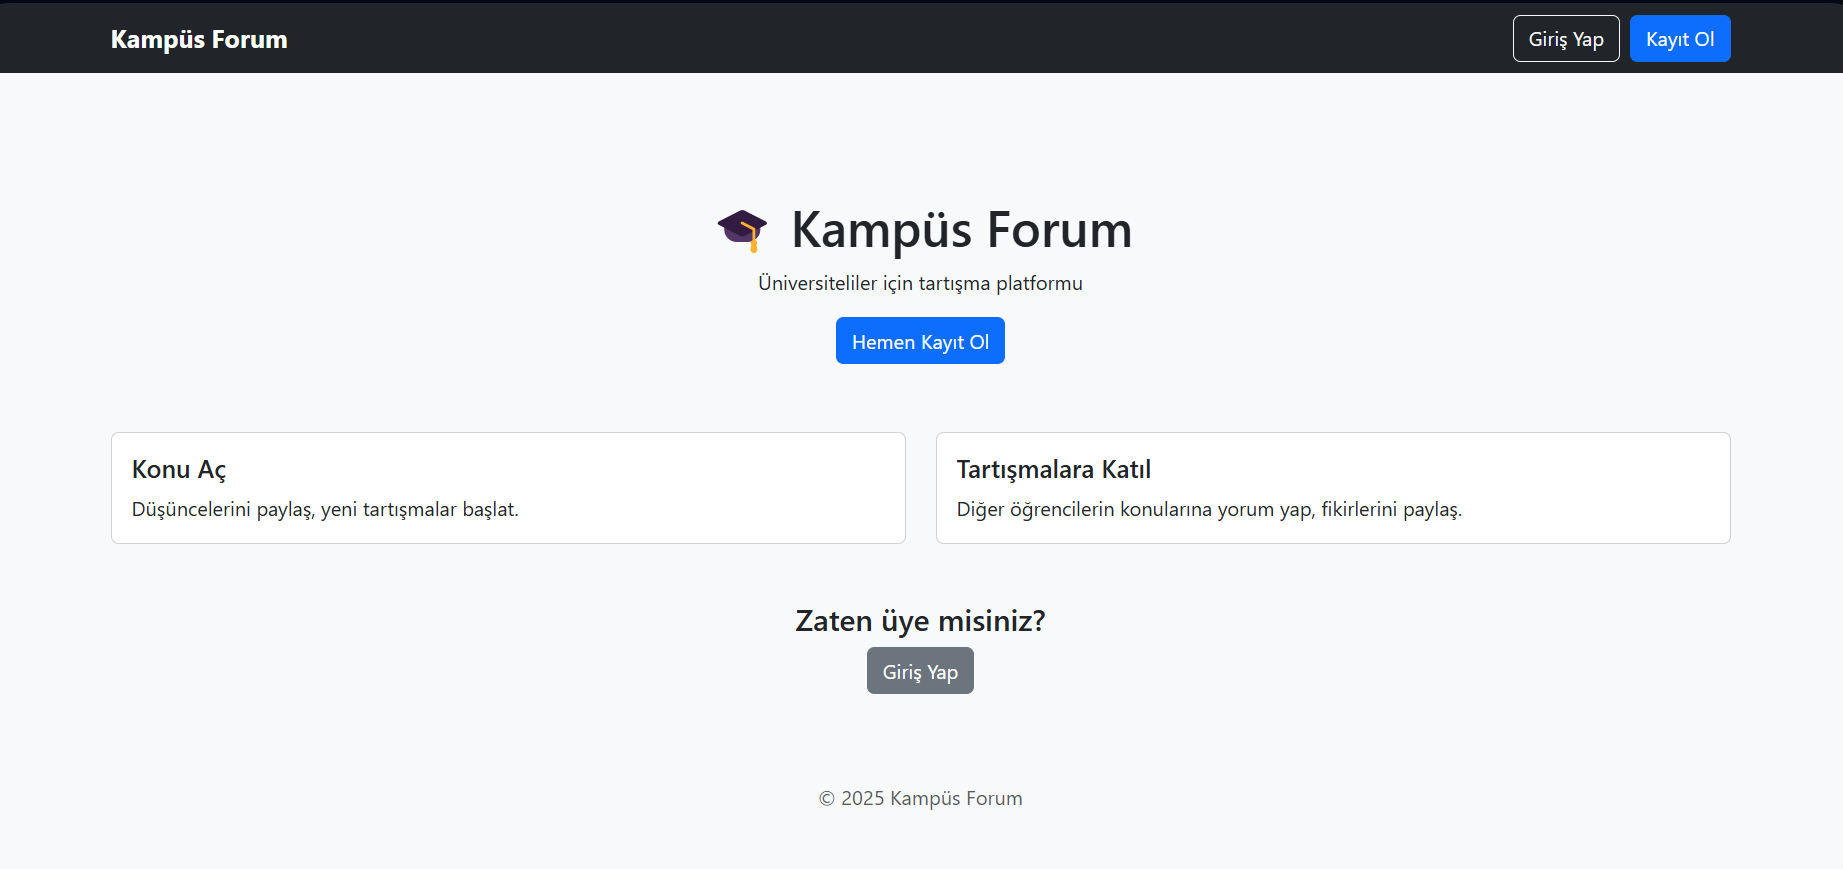 Kampüs Forum
Giriş Yap
Kayıt Ol
Kampüs Forum
Üniversiteliler için tartışma platformu
Hemen Kayıt Ol
Konu Aç
Düşüncelerini paylaş, yeni tartışmalar başlat.
Tartışmalara Katıl
Diğer öğrencilerin konularına yorum yap, fikirlerini paylaş.
Zaten üye misiniz?
Giriş Yap
© 2025 Kampüs Forum